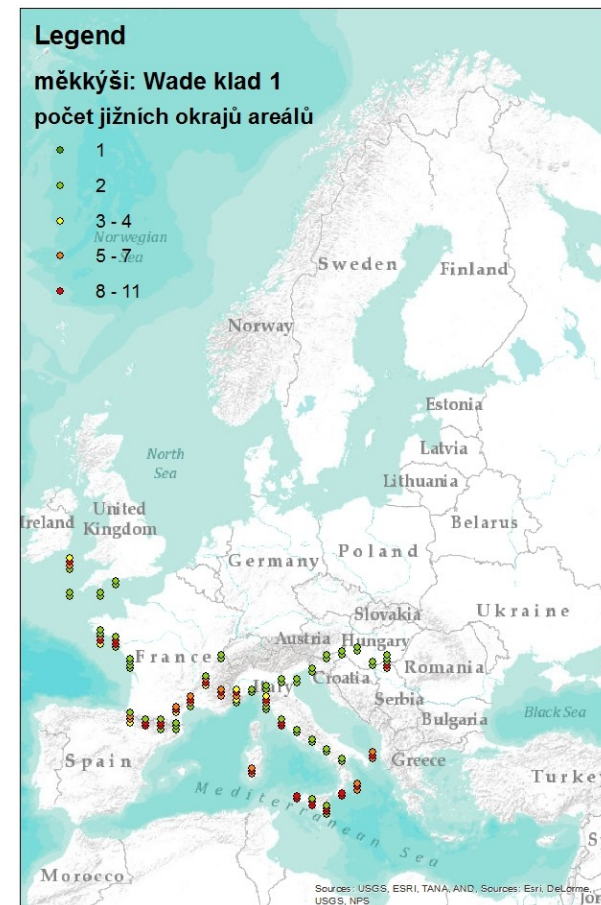 Legend
měkkýši: Wade klad 1
počet jižních okrajů areálů
1
2
3 - 4
5 - 7
8 - 11
Norwegian
Sea
Sweden
Finland
Norway
Estonia
Latvia
Lithuania
North
Sea
Belarus
United
Kingdom
Ireland
Germany
Poland
Ukraine
Slovakia
Austria
Hungary
France
Romania
Italy
Croatia
Serbia
Bulgaria
Black Sea
Spain
Greece
Turke
Mediterranean Sea
S
Morocco
Jor
Sources: USGS, ESRI, TANA, AND, Sources: Esri, DeLorme,
USGS, NPS